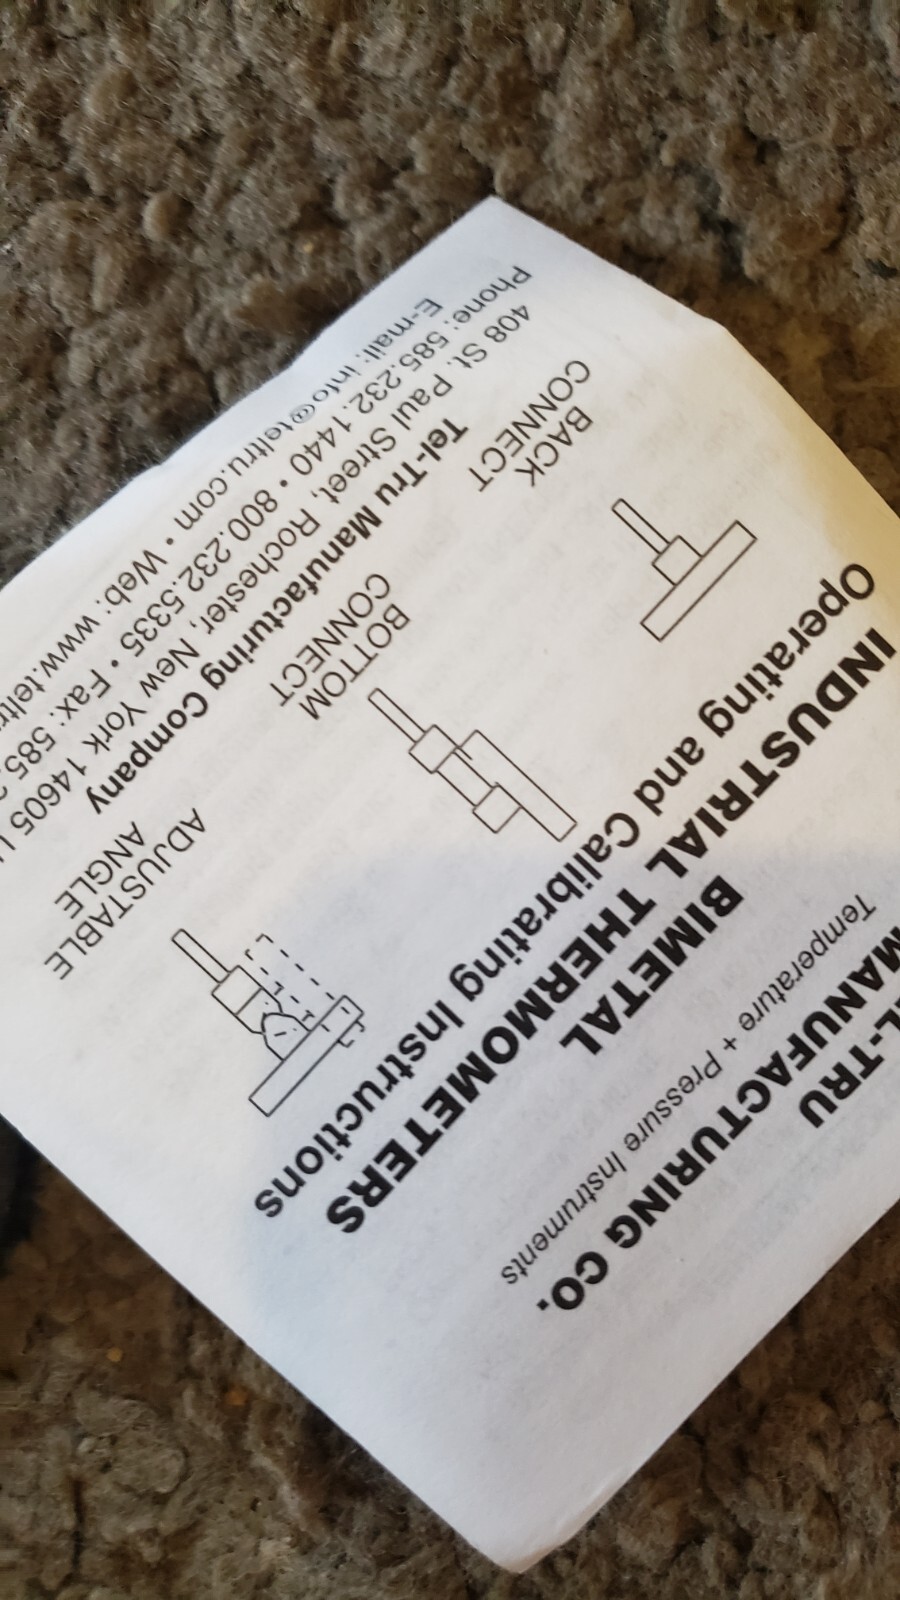 MANUFACTURING CO.
Temperature + Pressure Instruments
BIMETAL
INDUSTRIAL THERMOMETERS
Operating and Calibrating Instructions
BACK
CONNECT
BOTTOM
CONNECT
ADJUSTABLE
ANGLE
Tel-Tru Manufacturing Company
408 St. Paul Street, Rochester, New York 14605
Phone: 585.232.1440 • 800.232.5335 • Fax: 585.
E-mail: info@teltru.com • Web: www.teltr